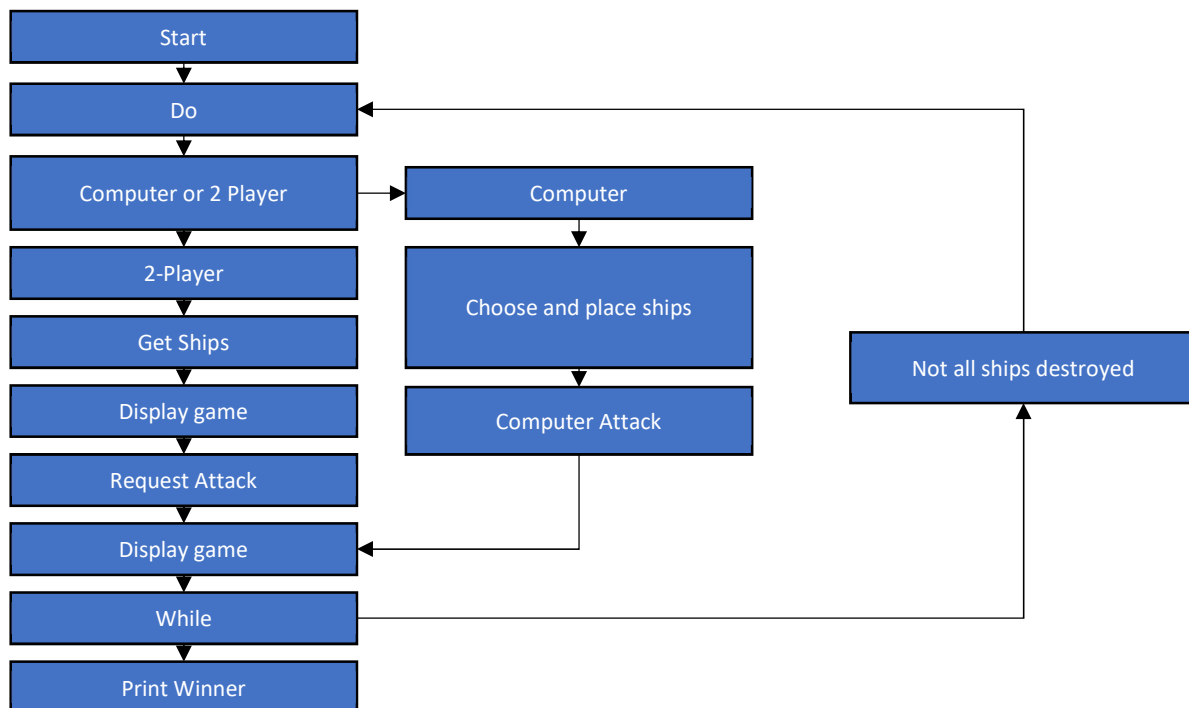 Start
Do
Computer or 2 Player
Computer
2-Player
Choose and place ships
Get Ships
Not all ships destroyed
Display game
Computer Attack
Request Attack
Display game
While
Print Winner